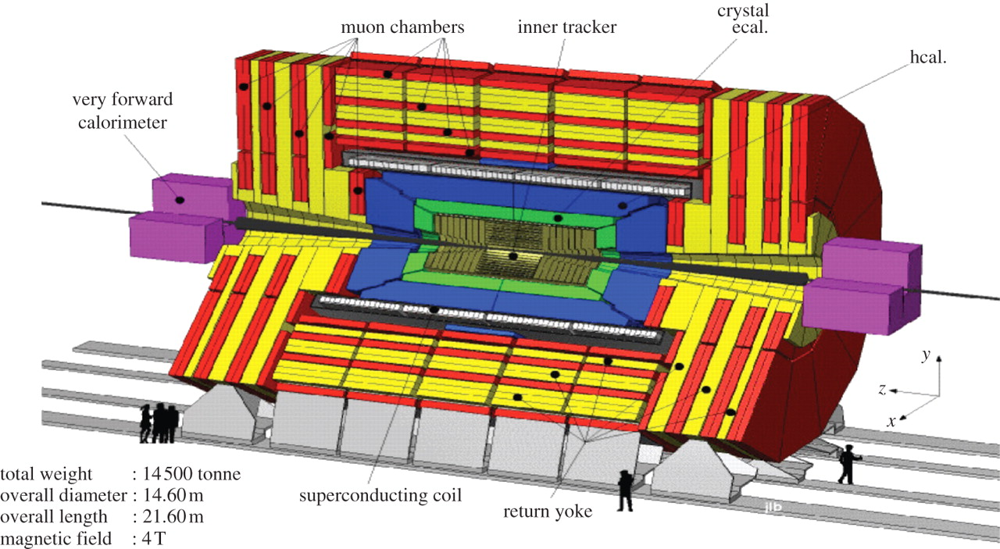 crystal
muon chambers
inner tracker
ecal.
hcal.
very forward
calorimeter
y
z
x
total weight : 14 500 tonne
overall diameter : 14.60 m
overall length : 21.60 m
magnetic field : 4 T
superconducting coil
return yoke
jlb